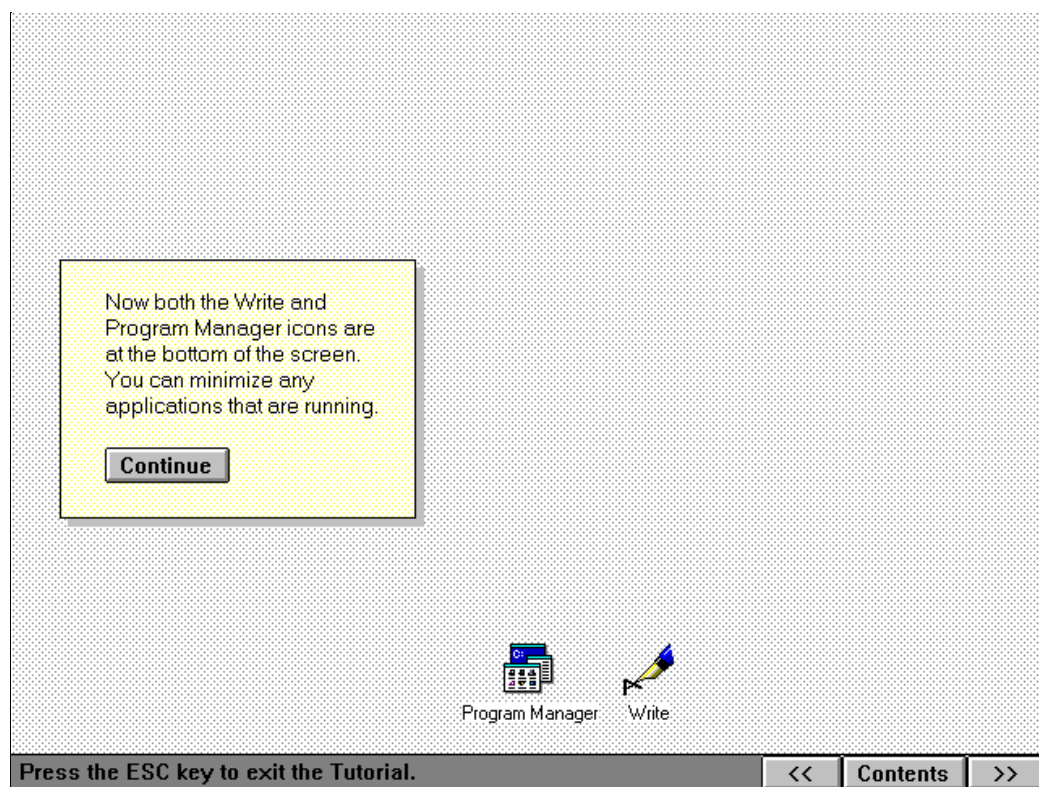 Now both the Write and
Program Manager icons are
at the bottom of the screen.
You can minimize any
applications that are running.
Continue
C:
Program Manager
Write
Press the ESC key to exit the Tutorial.
<<
Contents
>>